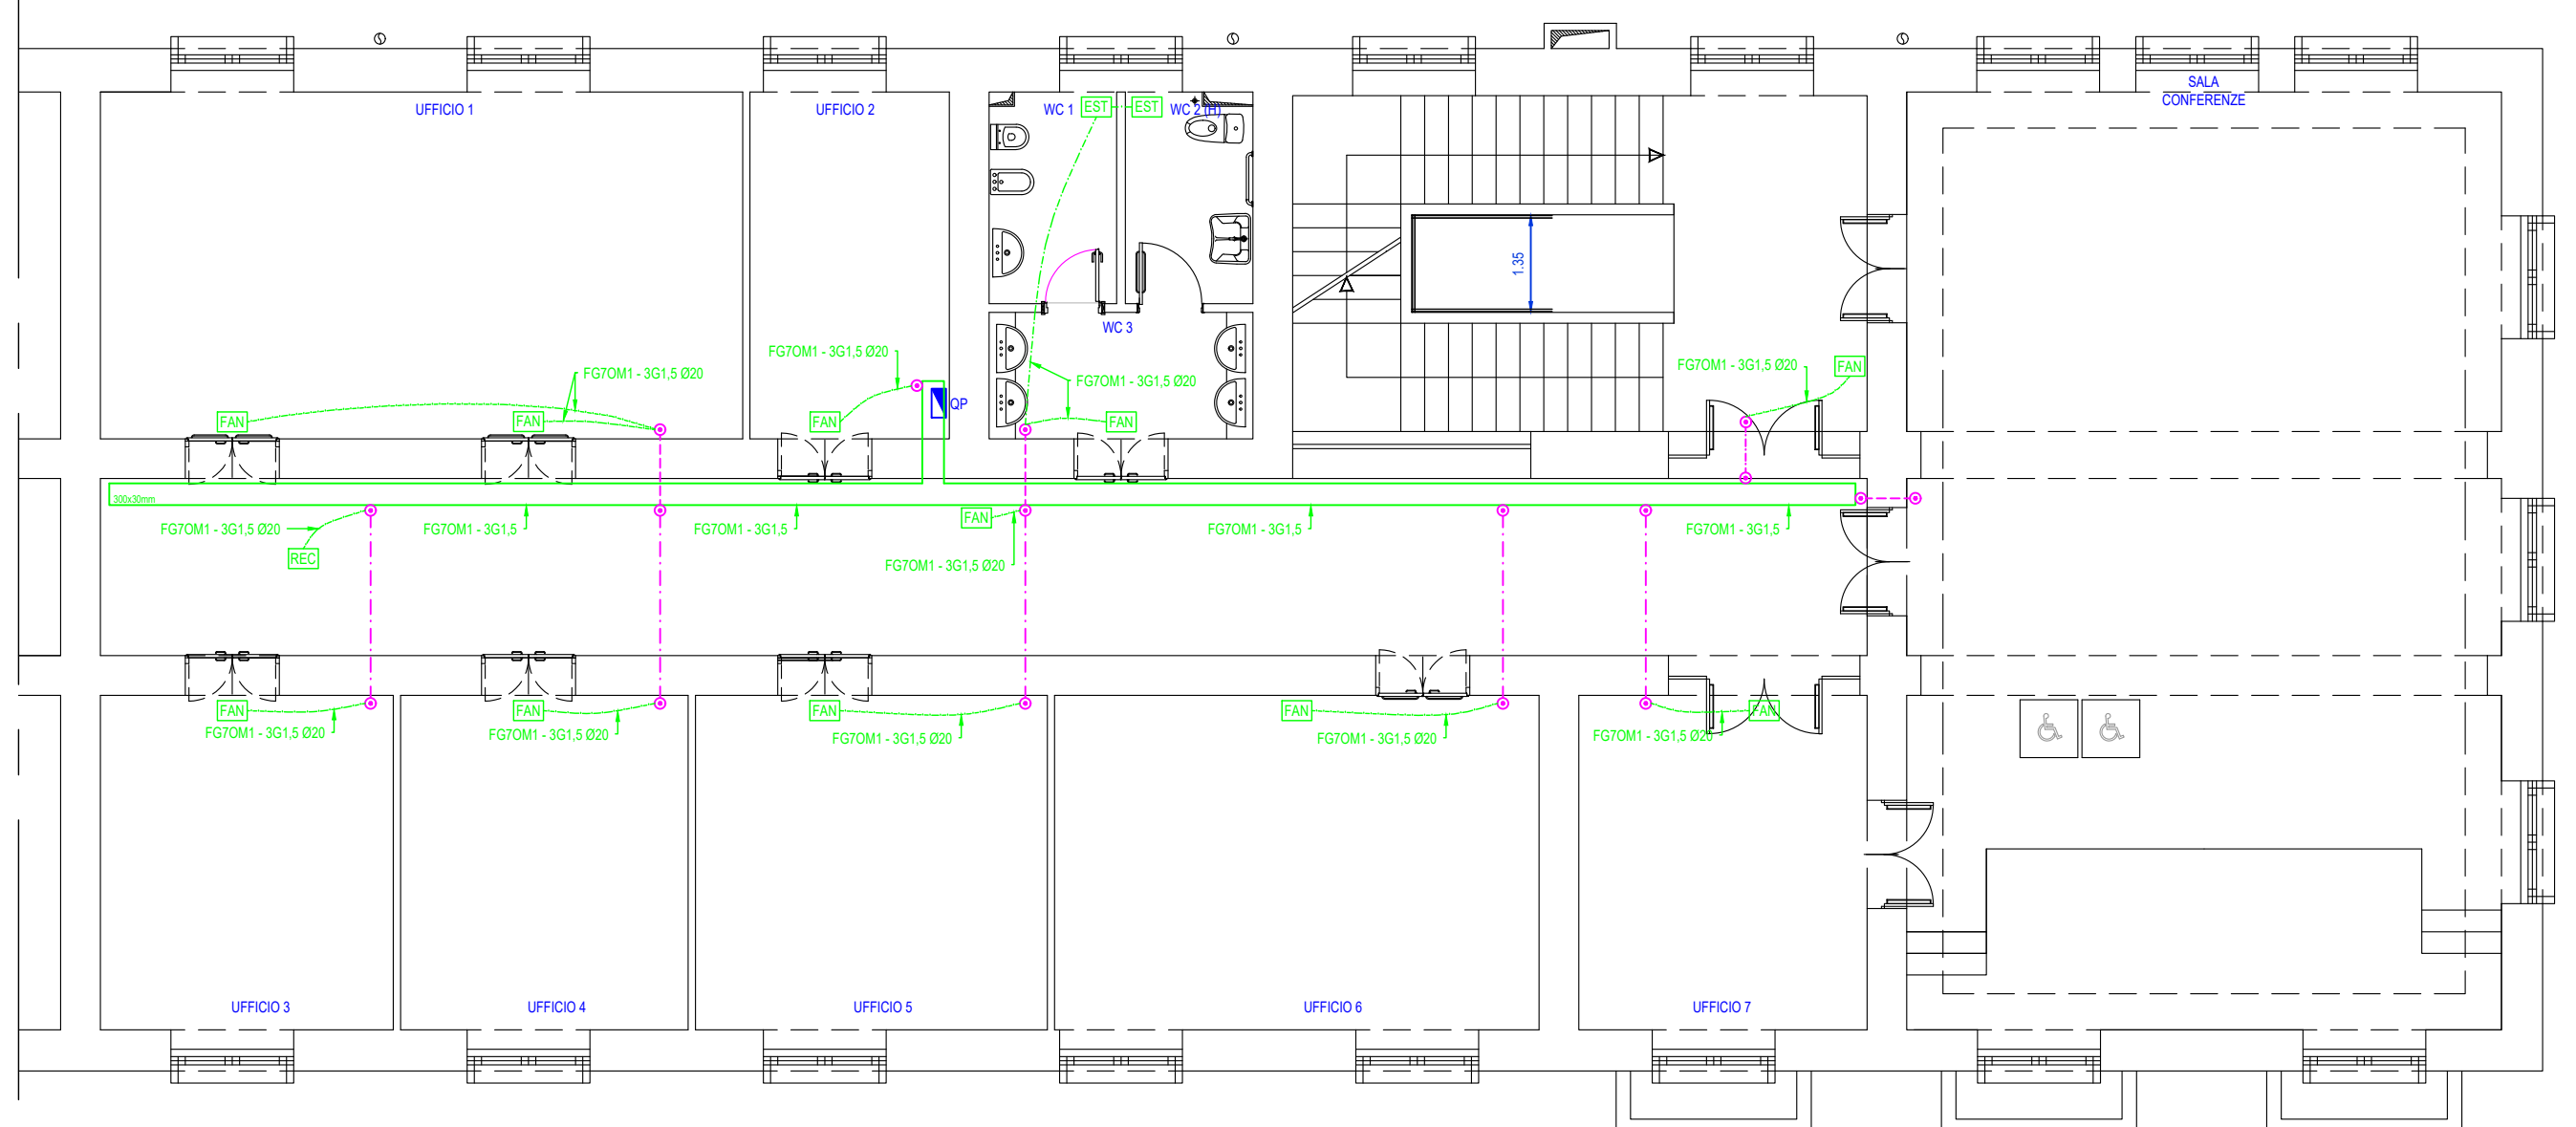 SALA
CONFERENZE
UFFICIO 1
UFFICIO 2
WC 1
EST
EST
WC 2 (H)
1.35
WC 3
FG7OM1 - 3G1,5 Ø20
FG7OM1 - 3G1,5 Ø20
FG7OM1 - 3G1,5 Ø20
FG7OM1 - 3G1,5 Ø20
FAN
QP
FAN
FAN
FAN
FAN
300x30mm
FG7OM1 - 3G1,5 Ø20
FG7OM1 - 3G1,5
FG7OM1 - 3G1,5
FAN
FG7OM1 - 3G1,5
FG7OM1 - 3G1,5
REC
FG7OM1 - 3G1,5 Ø20
FAN
FAN
FAN
FAN
FAN
FG7OM1 - 3G1,5 Ø20
FG7OM1 - 3G1,5 Ø20
FG7OM1 - 3G1,5 Ø20
FG7OM1 - 3G1,5 Ø20
FG7OM1 - 3G1,5 Ø20
UFFICIO 3
UFFICIO 4
UFFICIO 5
UFFICIO 6
UFFICIO 7